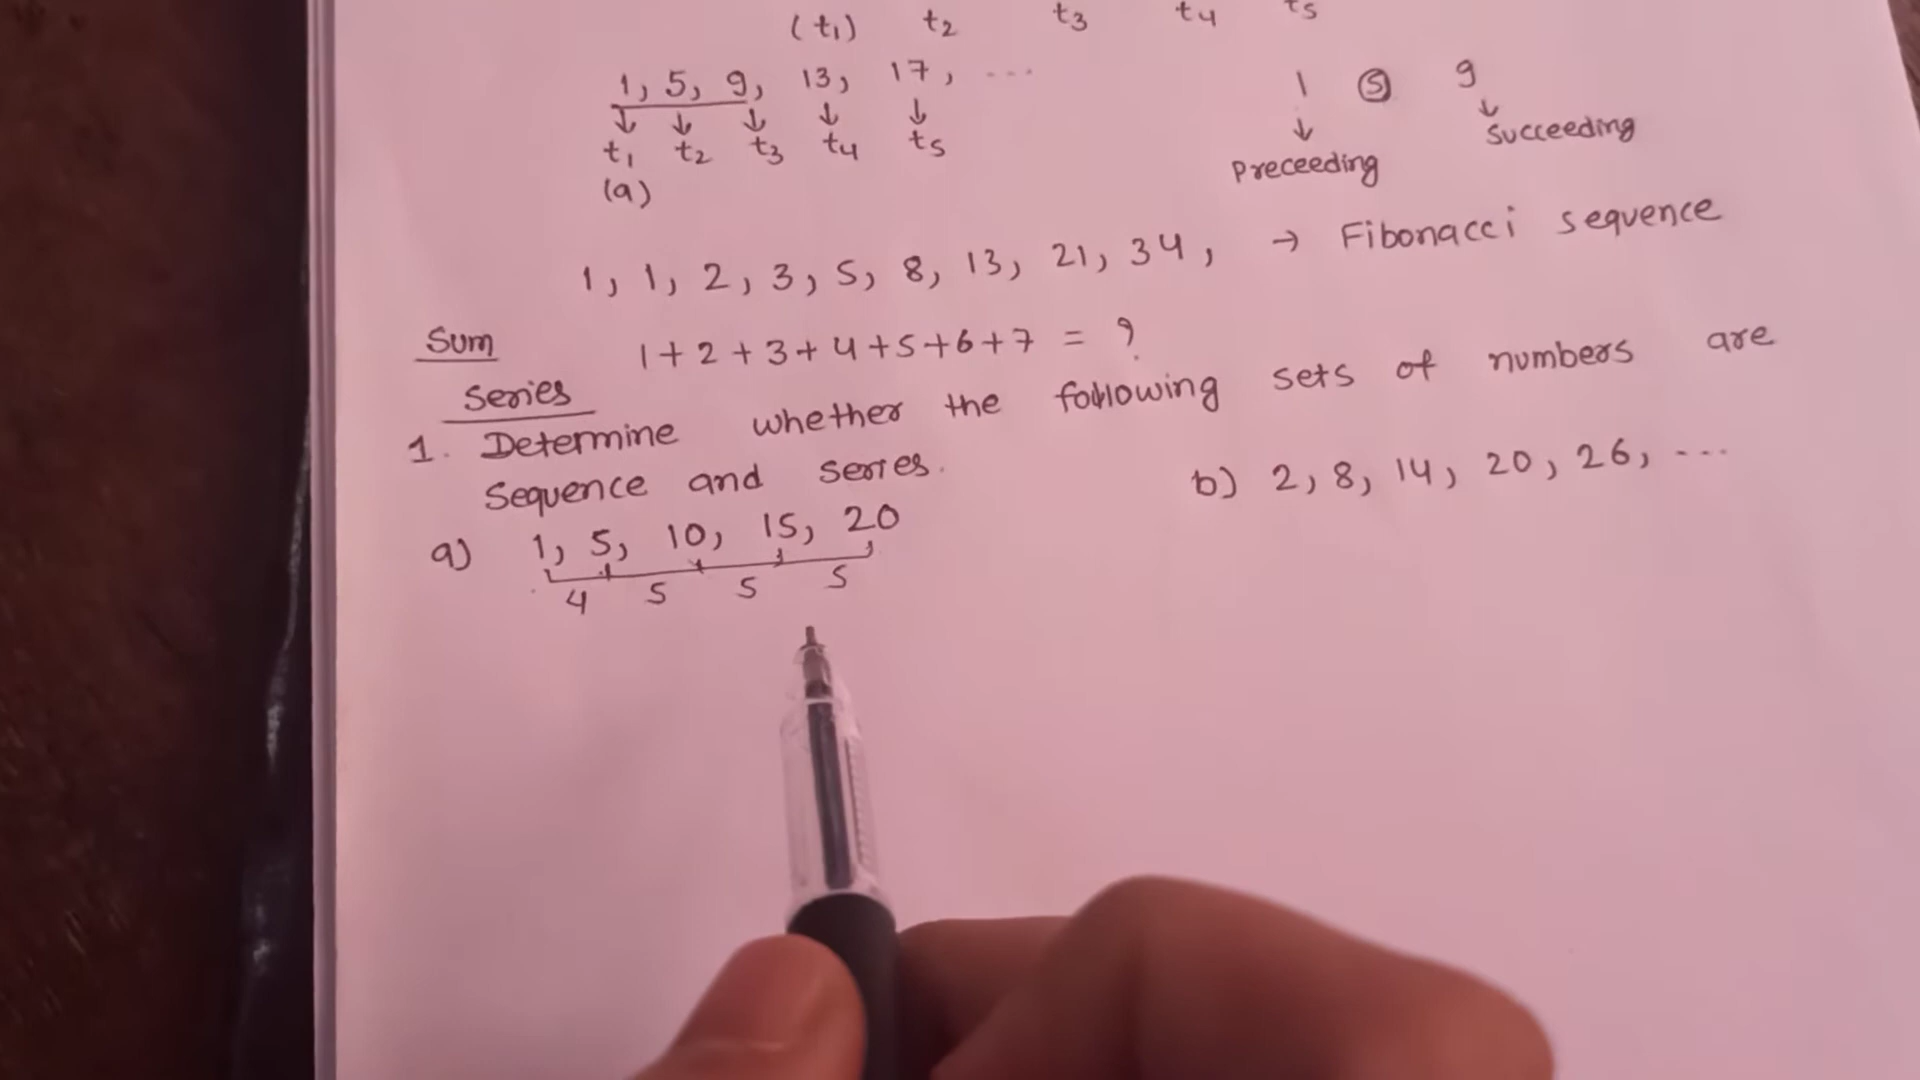 (t₁) t₂ t₃ t₄ t₅
1, 5, 9, 13, 17, ...
↓ ↓ ↓ ↓ ↓
t₁ t₂ t₃ t₄ t₅
(a)
1 5 9
↓ ↓
Preceeding Succeeding
1, 1, 2, 3, 5, 8, 13, 21, 34, → Fibonacci sequence
Sum 1+2+3+4+5+6+7 = ?
Series
1. Determine whether the following sets of numbers are
Sequence and series.
a) 1, 5, 10, 15, 20
4 5 5 5
b) 2, 8, 14, 20, 26, ...